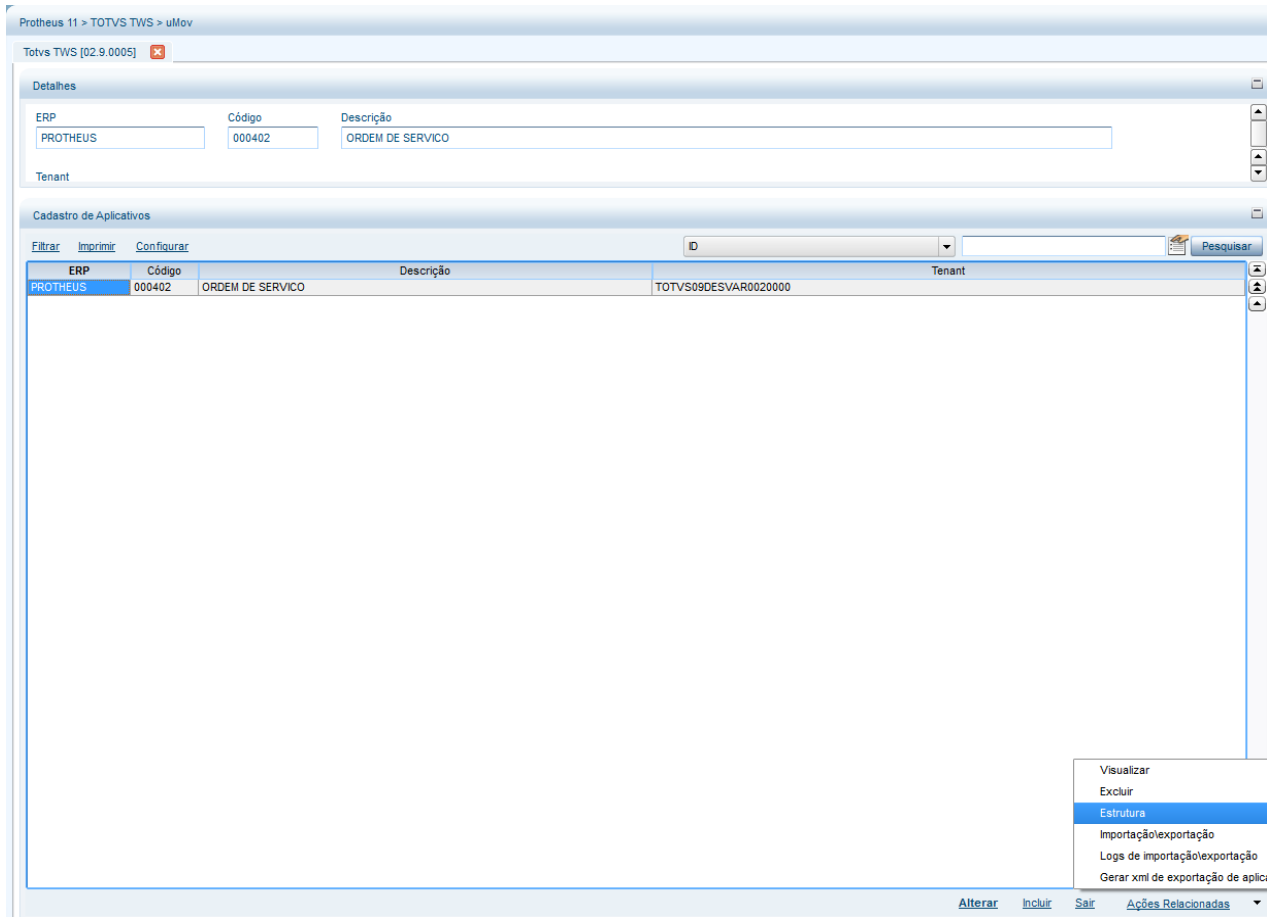 Protheus 11 > TOTVS TWS > uMov
Totvs TWS [02.9.0005]
Detalhes
ERP Código Descrição
PROTHEUS 000402 ORDEM DE SERVICO
Tenant
Cadastro de Aplicativos
Filtrar Imprimir Configurar ID Pesquisar
ERP Código Descrição Tenant
PROTHEUS 000402 ORDEM DE SERVICO TOTVS09DESVAR0020000
Visualizar
Excluir
Estrutura
Importação\exportação
Logs de importação\exportação
Gerar xml de exportação de aplica
Alterar Incluir Sair Ações Relacionadas